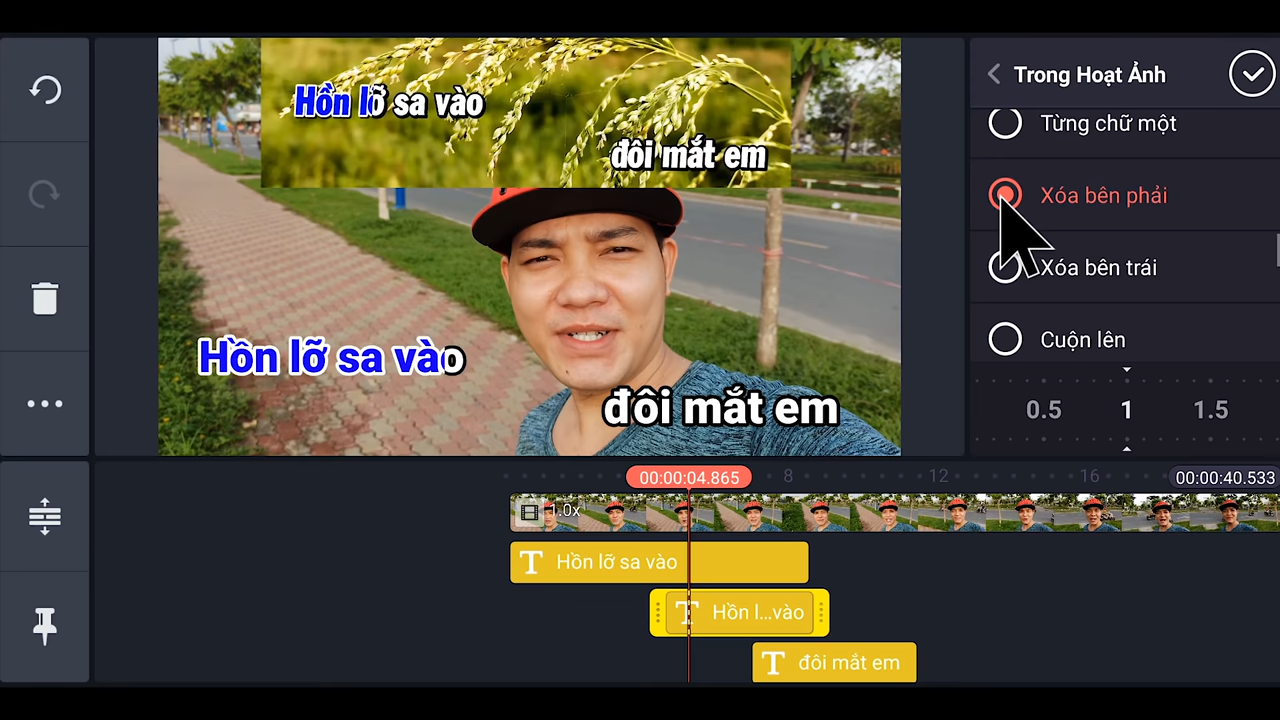 Trong Hoạt Ảnh
Từng chữ một
Xóa bên phải
Xóa bên trái
Cuộn lên
0.5 1 1.5
Hồn lỡ sa vào
đôi mắt em
Hồn lỡ sa vào
đôi mắt em
00:00:04.865 8 12 16 00:00:40.533
1.0x
T Hồn lỡ sa vào
T Hồn l...vào
T đôi mắt em